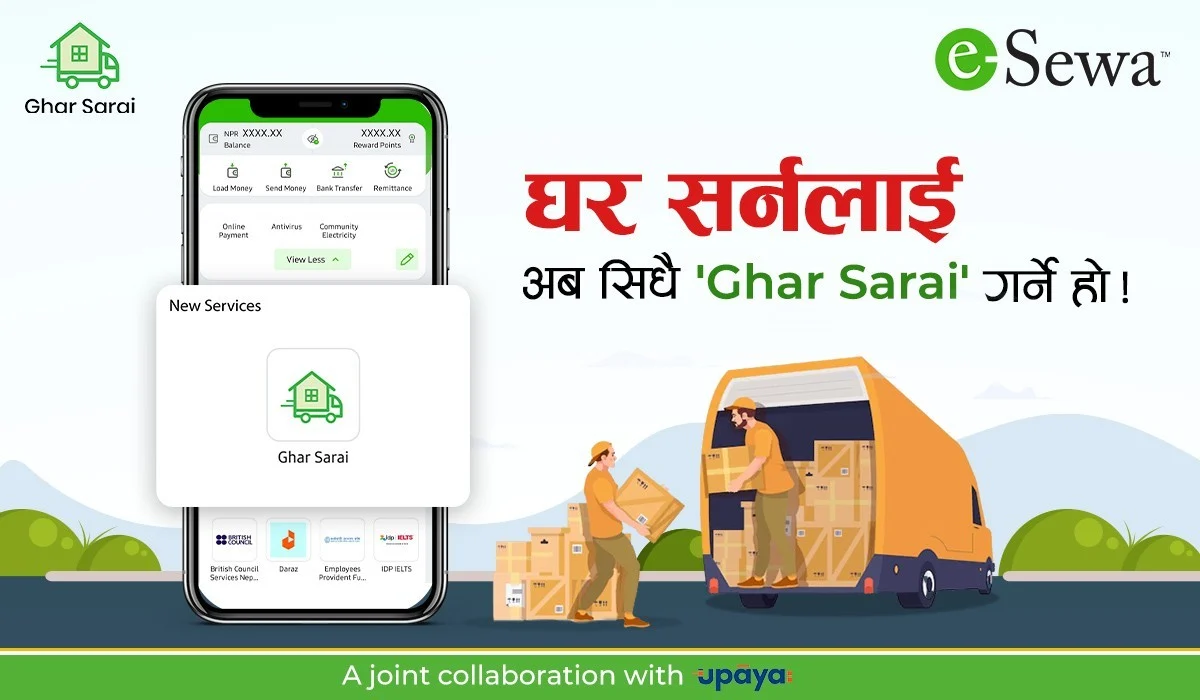 Ghar Sarai
e-Sewa™
NPR XXXX.XX
Balance
XXXX.XX
Reward Points
Load Money
Send Money
Bank Transfer
Remittance
Online
Payment
Antivirus
Community
Electricity
View Less
New Services
Ghar Sarai
BRITISH
COUNCIL
idp IELTS
British Council
Services Nep...
Daraz
Employees
Provident Fu...
IDP IELTS
घर सर्नलाई
अब सिधै 'Ghar Sarai' गर्ने हो !
A joint collaboration with upaya